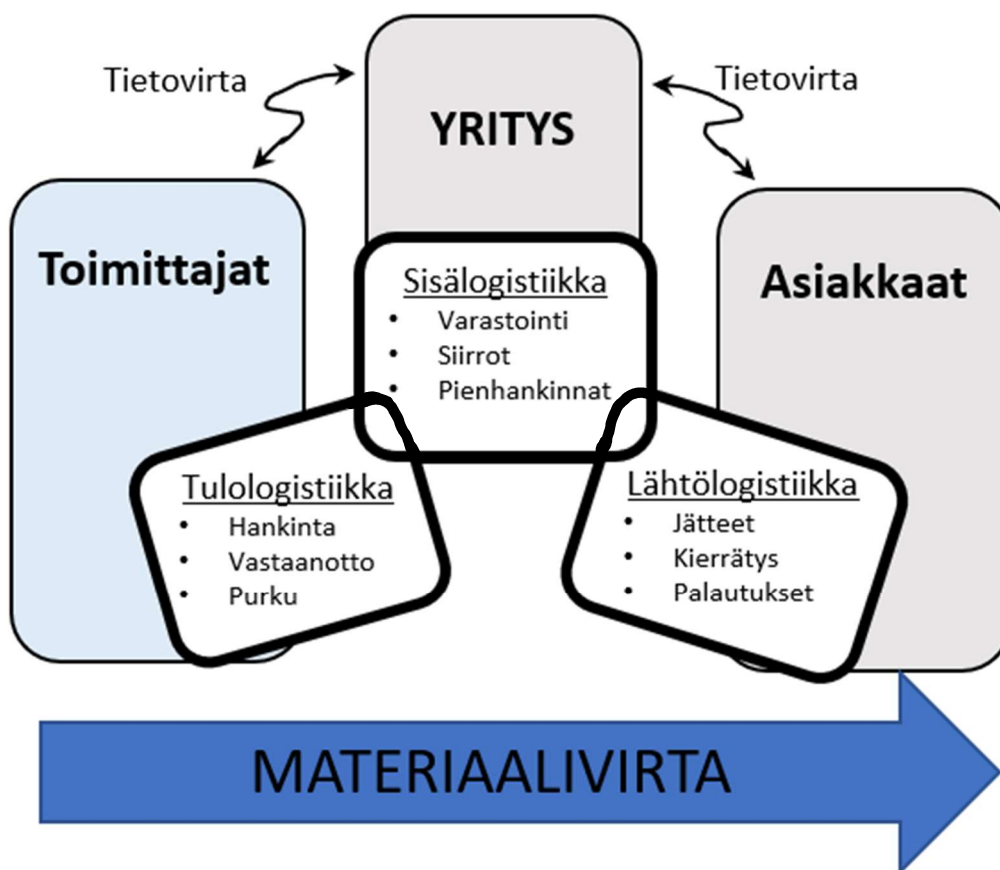 Tietovirta
Tietovirta
YRITYS
Toimittajat
Asiakkaat
Sisälogistiikka
• Varastointi
• Siirrot
• Pienhankinnat
Tulologistiikka
• Hankinta
• Vastaanotto
• Purku
Lähtölogistiikka
• Jätteet
• Kierrätys
• Palautukset
MATERIAALIVIRTA